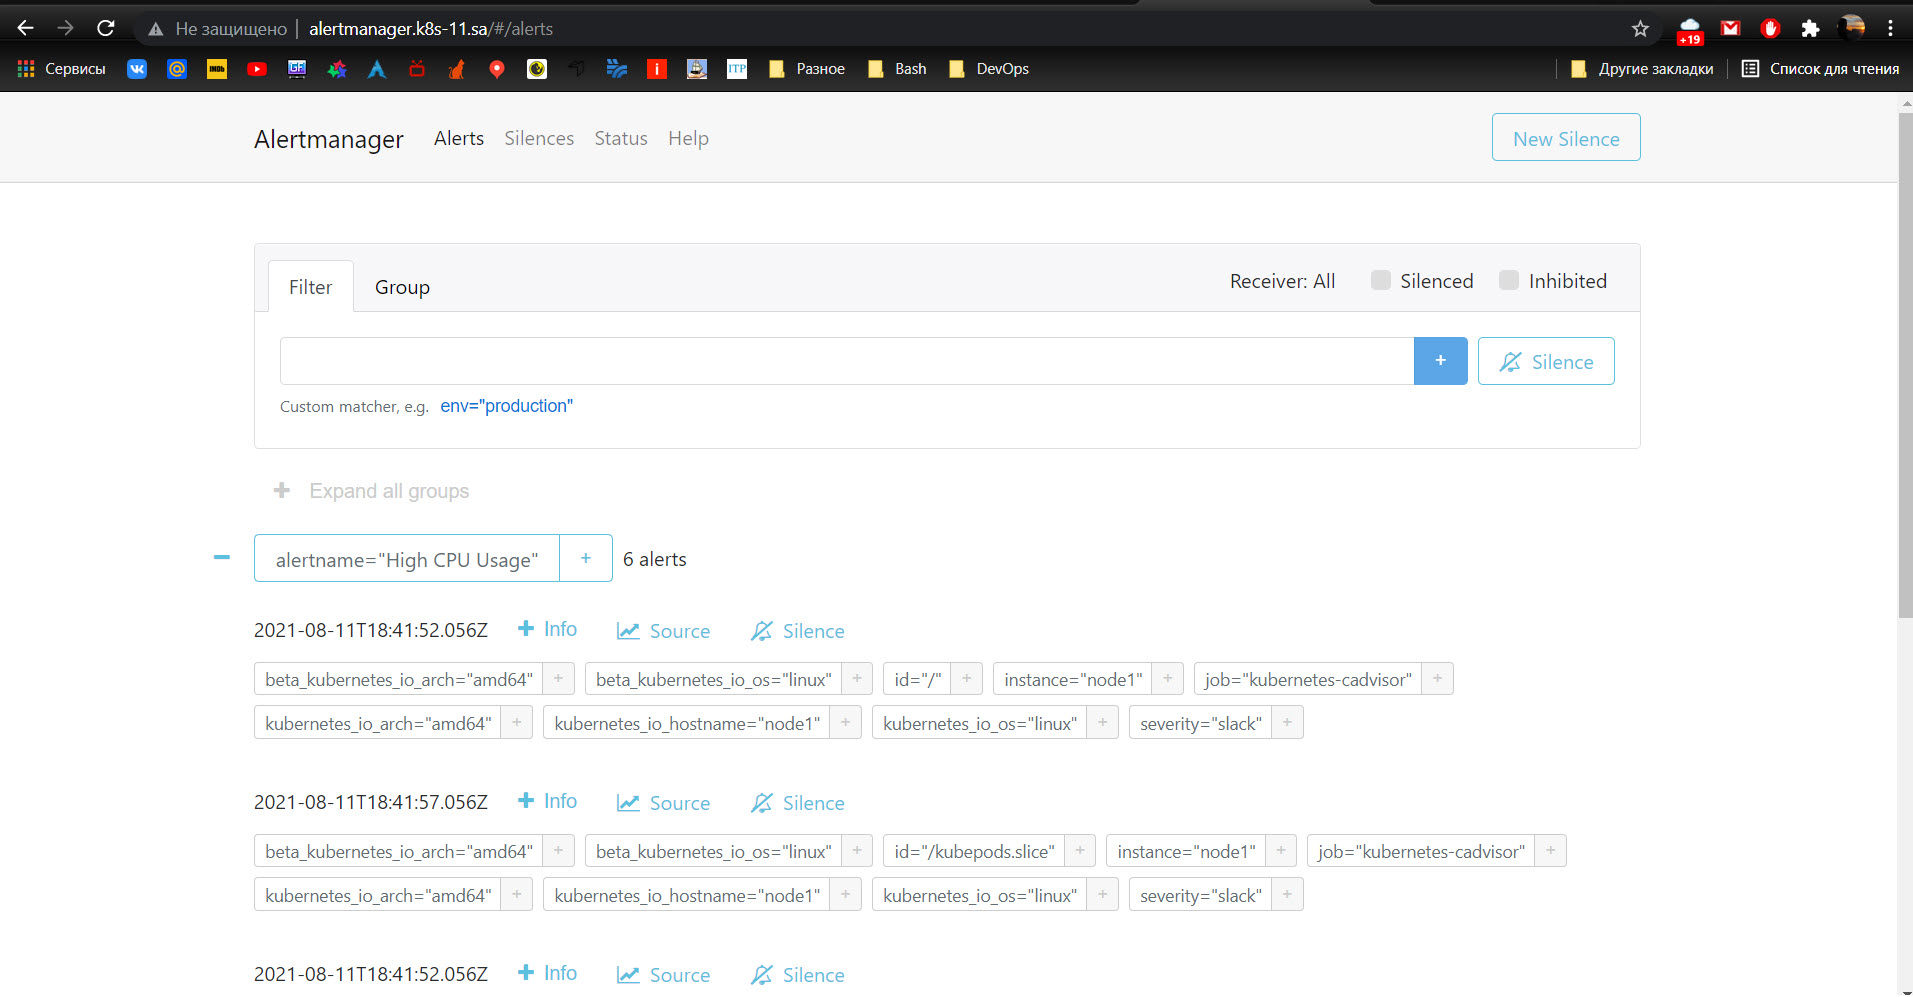 Не защищено alertmanager.k8s-11.sa/#/alerts
+19
Сервисы IMDb GF i ITP Разное Bash DevOps Другие закладки Список для чтения
Alertmanager Alerts Silences Status Help New Silence
Filter Group Receiver: All Silenced Inhibited
+ Silence
Custom matcher, e.g. env="production"
+ Expand all groups
− alertname="High CPU Usage" + 6 alerts
2021-08-11T18:41:52.056Z + Info Source Silence
beta_kubernetes_io_arch="amd64" + beta_kubernetes_io_os="linux" + id="/" + instance="node1" + job="kubernetes-cadvisor" +
kubernetes_io_arch="amd64" + kubernetes_io_hostname="node1" + kubernetes_io_os="linux" + severity="slack" +
2021-08-11T18:41:57.056Z + Info Source Silence
beta_kubernetes_io_arch="amd64" + beta_kubernetes_io_os="linux" + id="/kubepods.slice" + instance="node1" + job="kubernetes-cadvisor" +
kubernetes_io_arch="amd64" + kubernetes_io_hostname="node1" + kubernetes_io_os="linux" + severity="slack" +
2021-08-11T18:41:52.056Z + Info Source Silence